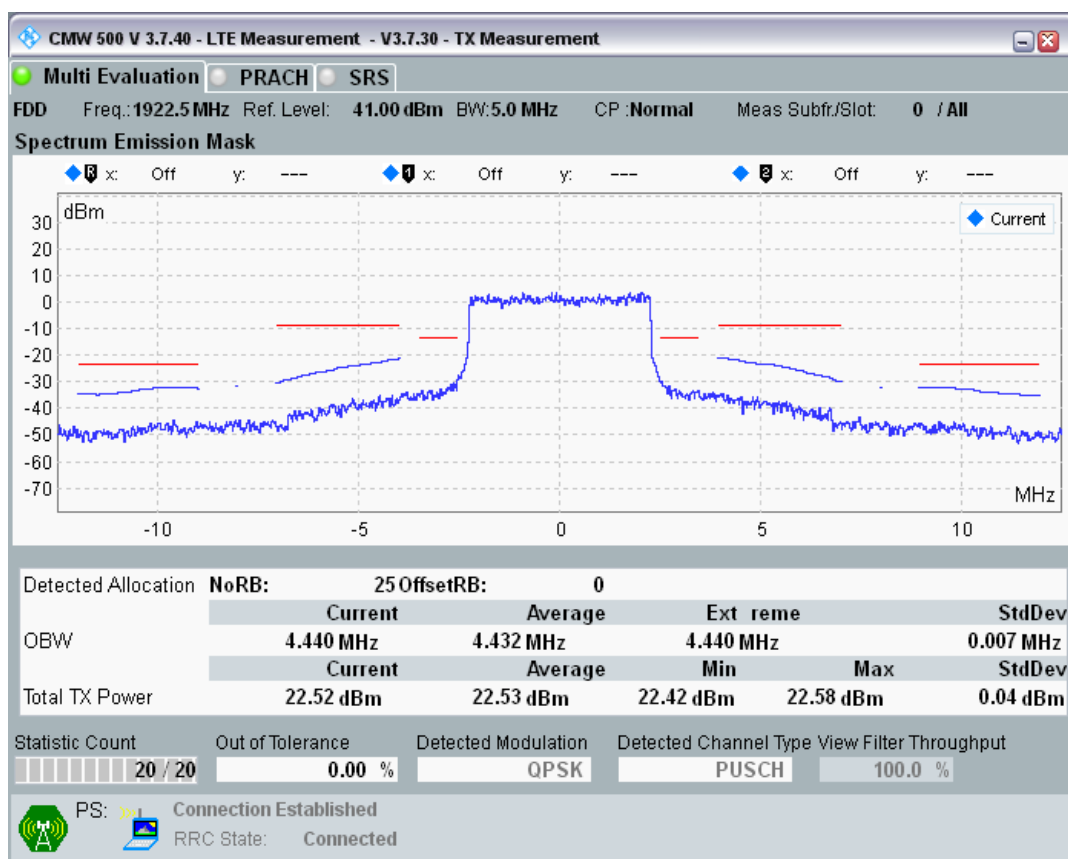 CMW 500 V 3.7.40 - LTE Measurement - V3.7.30 - TX Measurement
Multi Evaluation PRACH SRS
FDD Freq.: 1922.5 MHz Ref. Level: 41.00 dBm BW: 5.0 MHz CP : Normal Meas Subfr./Slot: 0 / All
Spectrum Emission Mask
R x: Off y: --- 1 x: Off y: --- 2 x: Off y: ---
dBm
Current
30
20
10
0
-10
-20
-30
-40
-50
-60
-70
MHz
-10 -5 0 5 10
Detected Allocation NoRB: 25 OffsetRB: 0
Current Average Ext reme StdDev
OBW 4.440 MHz 4.432 MHz 4.440 MHz 0.007 MHz
Current Average Min Max StdDev
Total TX Power 22.52 dBm 22.53 dBm 22.42 dBm 22.58 dBm 0.04 dBm
Statistic Count Out of Tolerance Detected Modulation Detected Channel Type View Filter Throughput
20 / 20 0.00 % QPSK PUSCH 100.0 %
PS: Connection Established
RRC State: Connected